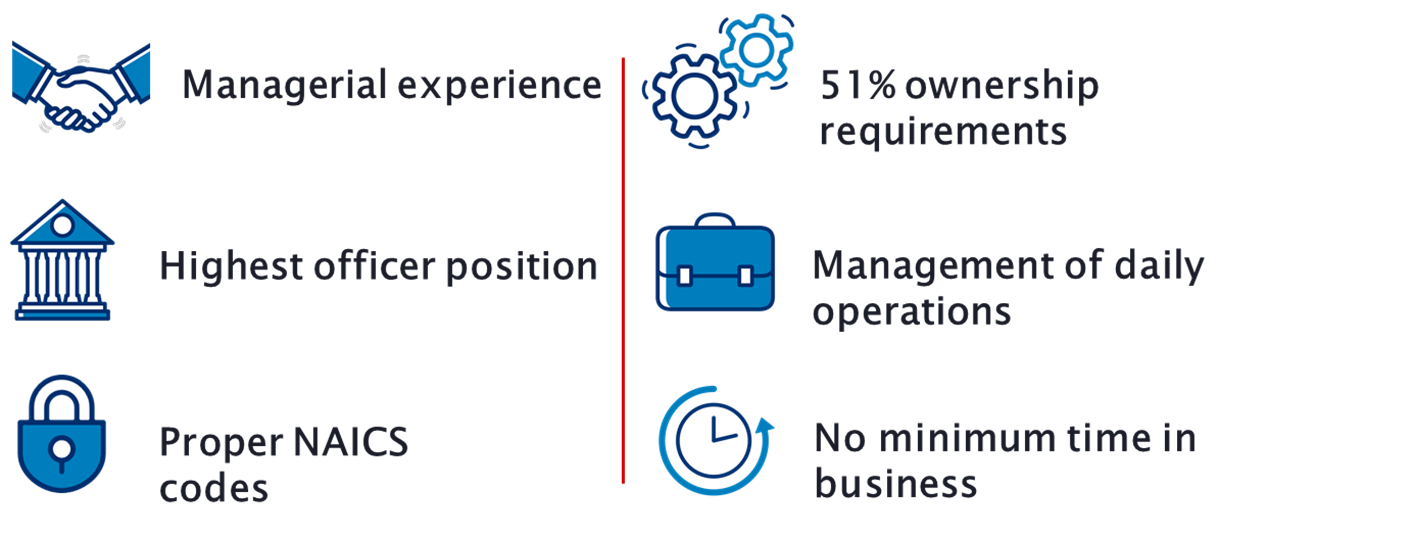 Managerial experience
Highest officer position
Proper NAICS
codes
51% ownership
requirements
Management of daily
operations
No minimum time in
business